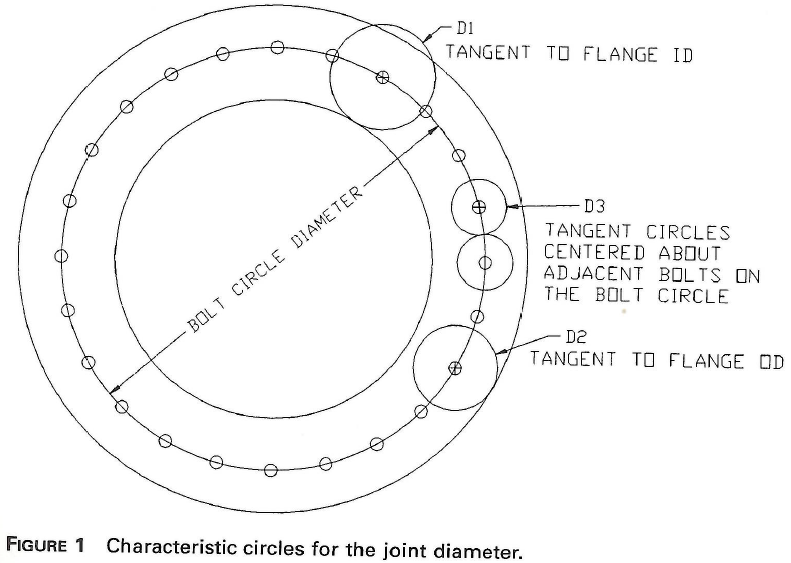 D1
TANGENT TO FLANGE ID
BOLT CIRCLE DIAMETER
D3
TANGENT CIRCLES
CENTERED ABOUT
ADJACENT BOLTS ON
THE BOLT CIRCLE
D2
TANGENT TO FLANGE OD
FIGURE 1 Characteristic circles for the joint diameter.